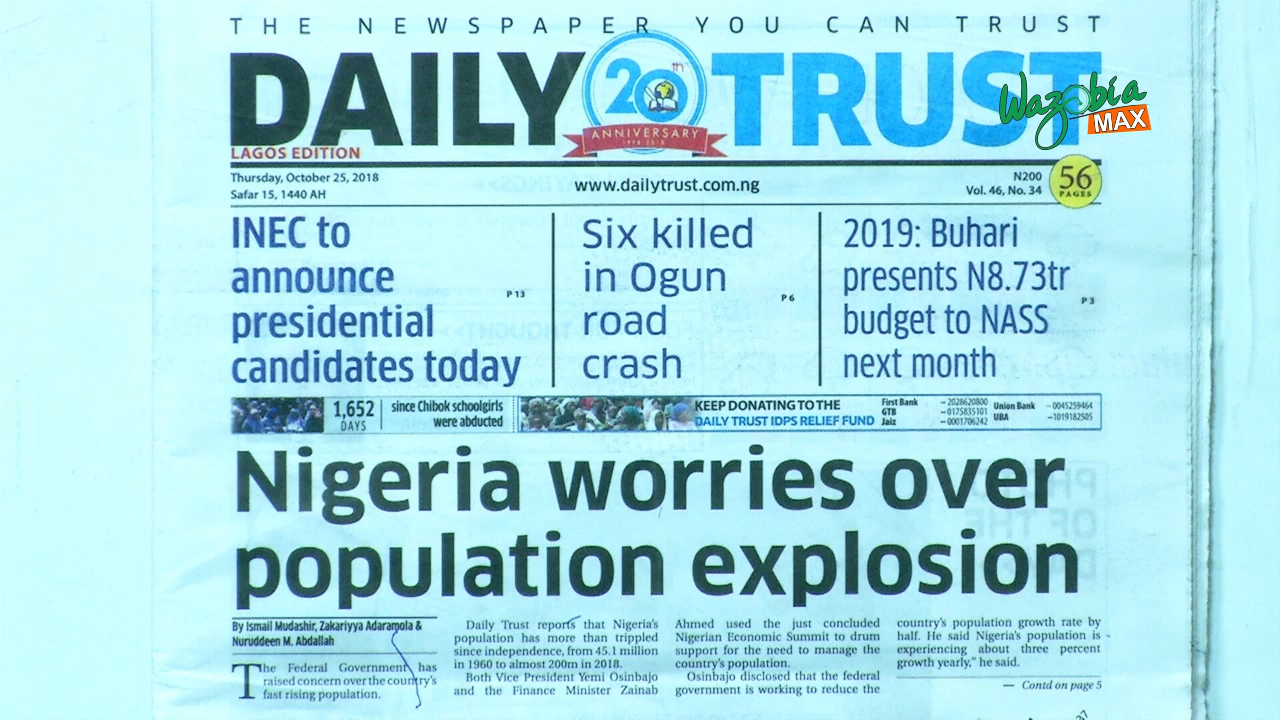 THE NEWSPAPER YOU CAN TRUST
DAILY TRUST
20th
ANNIVERSARY
Wazobia
MAX
LAGOS EDITION
Thursday, October 25, 2018
Safar 15, 1440 AH
www.dailytrust.com.ng
N200
Vol. 46, No. 34
56
PAGES
INEC to
announce
presidential
candidates today
P 13
Six killed
in Ogun
road
crash
P 6
2019: Buhari
presents N8.73tr
budget to NASS
next month
P 3
1,652
DAYS
since Chibok schoolgirls
were abducted
KEEP DONATING TO THE
DAILY TRUST IDPS RELIEF FUND
First Bank – 2028620800
GTB – 0175835101
Jaiz – 0001706242
Union Bank – 0045259464
UBA – 1019182505
Nigeria worries over
population explosion
By Ismail Mudashir, Zakariyya Adaramola &
Nuruddeen M. Abdallah
The Federal Government has
raised concern over the country's
fast rising population.
Daily Trust reports that Nigeria's
population has more than trippled
since independence, from 45.1 million
in 1960 to almost 200m in 2018.
Both Vice President Yemi Osinbajo
and the Finance Minister Zainab
Ahmed used the just concluded
Nigerian Economic Summit to drum
support for the need to manage the
country's population.
Osinbajo disclosed that the federal
government is working to reduce the
country's population growth rate by
half. He said Nigeria's population is
experiencing about three percent
growth yearly," he said.
— Contd on page 5